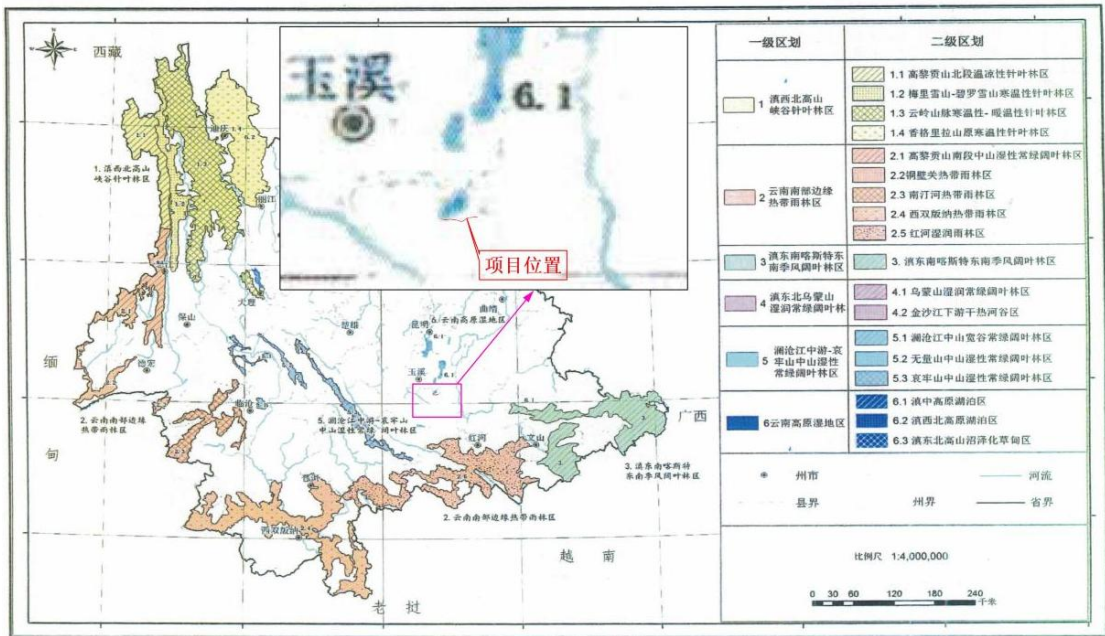 西藏
N
W
E
S
玉溪
6.1
项目位置
1.1
1.2
1.3
1.4
6.2
迪庆
丽江
1. 滇西北高山
峡谷针叶林区
大理
保山
德宏
临沧
楚雄
昆明
曲靖
6.云南高原湿地区
6.1
玉溪
6.1
缅
甸
2. 云南南部边缘
热带雨林区
5. 澜沧江中游-哀牢山
中山湿性常绿阔叶林区
红河
文山
广西
3. 滇东南喀斯特
东南季风阔叶林区
2. 云南南部边缘热带雨林区
西双版纳
越 南
老 挝
一级区划
二级区划
1 滇西北高山
峡谷针叶林区
1.1 高黎贡山北段温凉性针叶林区
1.2 梅里雪山-碧罗雪山寒温性针叶林区
1.3 云岭山脉寒温性-暖温性针叶林区
1.4 香格里拉山原寒温性针叶林区
2 云南南部边缘
热带雨林区
2.1 高黎贡山南段中山湿性常绿阔叶林区
2.2铜壁关热带雨林区
2.3 南汀河热带雨林区
2.4 西双版纳热带雨林区
2.5 红河湿润雨林区
3 滇东南喀斯特东
南季风阔叶林区
3. 滇东南喀斯特东南季风阔叶林区
4 滇东北乌蒙山
湿润常绿阔叶林
4.1 乌蒙山湿润常绿阔叶林区
4.2 金沙江下游干热河谷区
5 澜沧江中游-哀
牢山中山湿性
常绿阔叶林区
5.1 澜沧江中山宽谷常绿阔叶林区
5.2 无量山中山湿性常绿阔叶林区
5.3 哀牢山中山湿性常绿阔叶林区
6云南高原湿地区
6.1 滇中高原湖泊区
6.2 滇西北高原湖泊区
6.3 滇东北高山沼泽化草甸区
州市
河流
县界
州界
省界
比例尺 1:4,000,000
0 30 60 120 180 240
千米